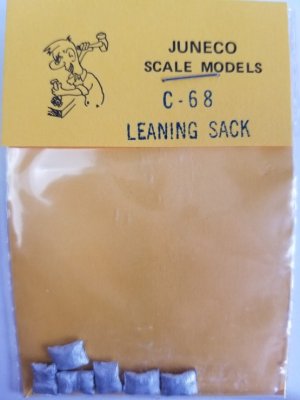 JUNECO
SCALE MODELS
C-68
LEANING SACK